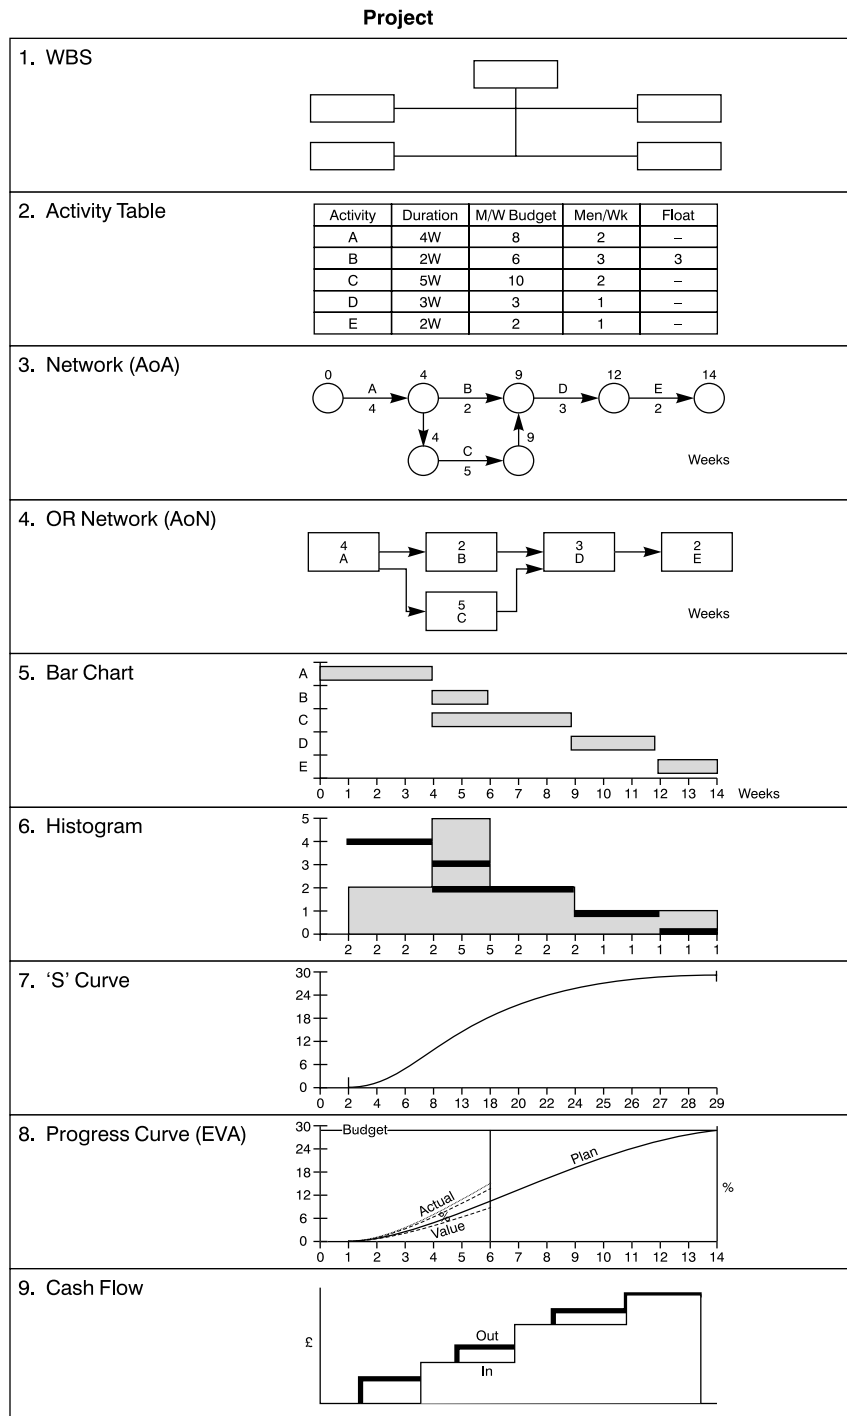 Project
1. WBS
2. Activity Table
Activity Duration M/W Budget Men/Wk Float
A 4W 8 2 –
B 2W 6 3 3
C 5W 10 2 –
D 3W 3 1 –
E 2W 2 1 –
3. Network (AoA)
0 4 9 12 14
A B D E
4 2 3 2
4 C 9
5
Weeks
4. OR Network (AoN)
4 2 3 2
A B D E
5
C
Weeks
5. Bar Chart
A
B
C
D
E
0 1 2 3 4 5 6 7 8 9 10 11 12 13 14 Weeks
6. Histogram
5
4
3
2
1
0
2 2 2 2 5 5 2 2 2 1 1 1 1 1
7. ‘S’ Curve
30
24
18
12
6
0
0 2 4 6 8 13 18 20 22 24 26 27 28 29
8. Progress Curve (EVA)
30 Budget
24
18 Plan
12 Actual %
6 Value
0
0 1 2 3 4 5 6 7 8 9 10 11 12 13 14
9. Cash Flow
£
Out
In